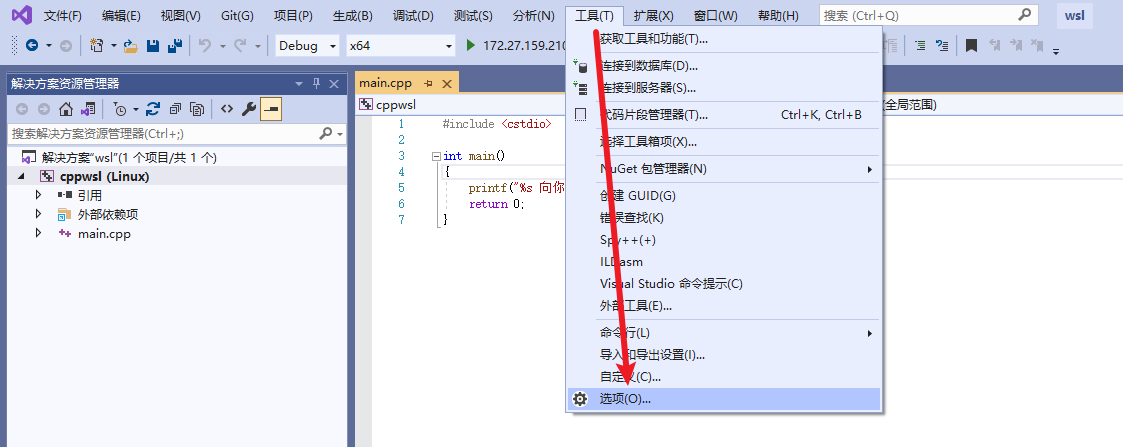 文件(F) 编辑(E) 视图(V) Git(G) 项目(P) 生成(B) 调试(D) 测试(S) 分析(N) 工具(T) 扩展(X) 窗口(W) 帮助(H) 搜索 (Ctrl+Q) wsl
Debug x64 172.27.159.210
解决方案资源管理器
搜索解决方案资源管理器(Ctrl+;)
解决方案"wsl"(1 个项目/共 1 个)
cppwsl (Linux)
引用
外部依赖项
main.cpp
main.cpp
cppwsl (全局范围)
1 #include <cstdio>
2
3 int main()
4 {
5 printf("%s 向你
6 return 0;
7 }
获取工具和功能(T)...
连接到数据库(D)...
连接到服务器(S)...
代码片段管理器(T)... Ctrl+K, Ctrl+B
选择工具箱项(X)...
NuGet 包管理器(N)
创建 GUID(G)
错误查找(K)
Spy++(+)
ILDasm
Visual Studio 命令提示(C)
外部工具(E)...
命令行(L)
导入和导出设置(I)...
自定义(C)...
选项(O)...